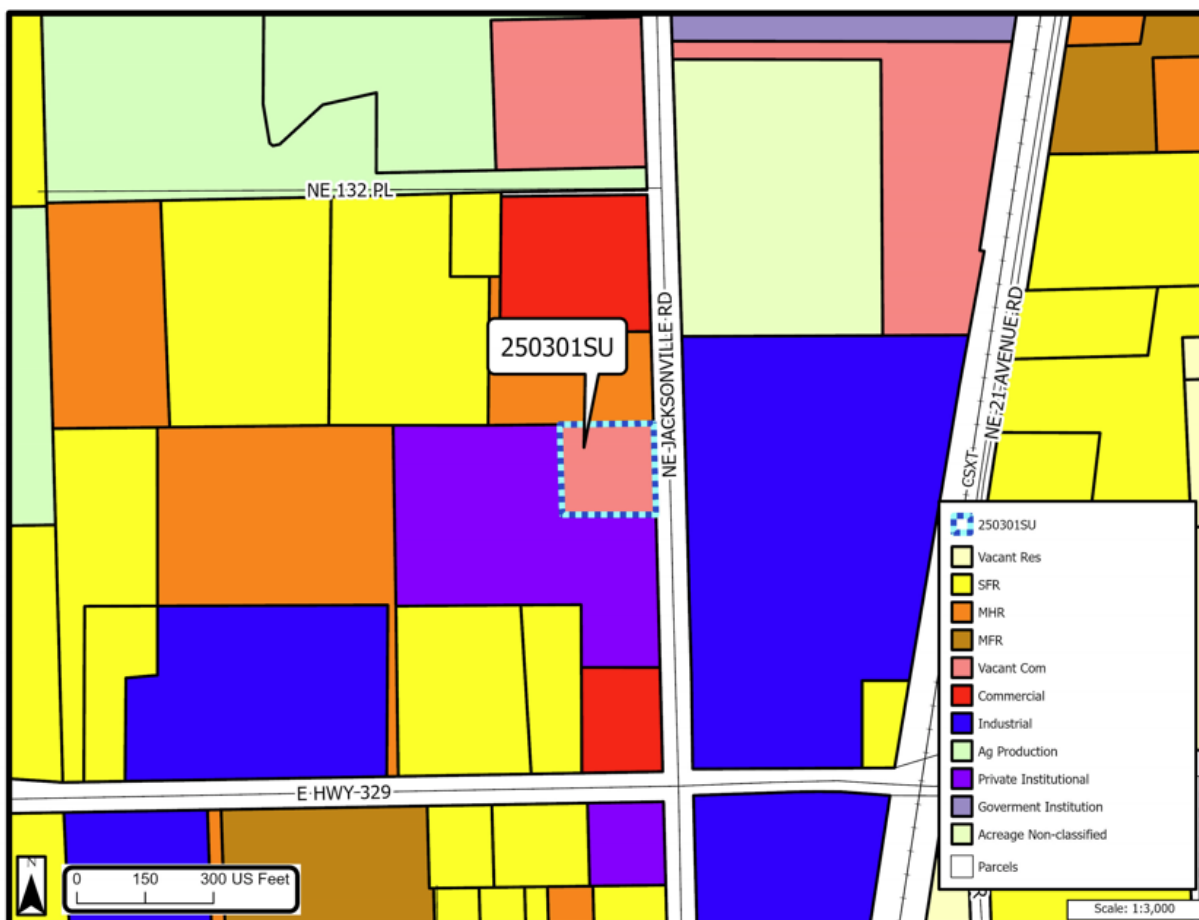 NE 132 PL
250301SU
NE JACKSONVILLE RD
NE 21 AVENUE RD
CSXT
E HWY 329
250301SU
Vacant Res
SFR
MHR
MFR
Vacant Com
Commercial
Industrial
Ag Production
Private Institutional
Goverment Institution
Acreage Non-classified
Parcels
N
0 150 300 US Feet
Scale: 1:3,000